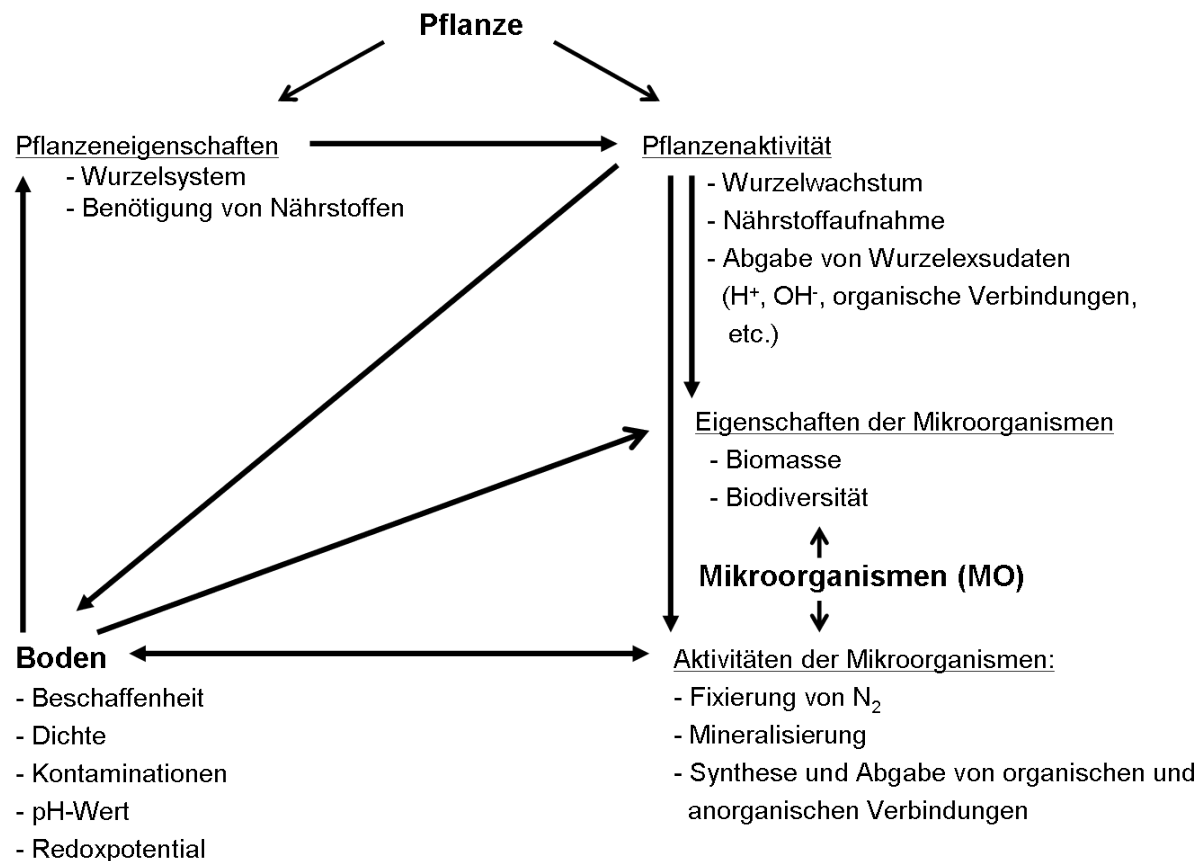 Pflanze
Pflanzeneigenschaften
- Wurzelsystem
- Benötigung von Nährstoffen
Pflanzenaktivität
- Wurzelwachstum
- Nährstoffaufnahme
- Abgabe von Wurzelexsudaten
(H⁺, OH⁻, organische Verbindungen,
etc.)
Eigenschaften der Mikroorganismen
- Biomasse
- Biodiversität
Mikroorganismen (MO)
Boden
- Beschaffenheit
- Dichte
- Kontaminationen
- pH-Wert
- Redoxpotential
Aktivitäten der Mikroorganismen:
- Fixierung von N₂
- Mineralisierung
- Synthese und Abgabe von organischen und
anorganischen Verbindungen